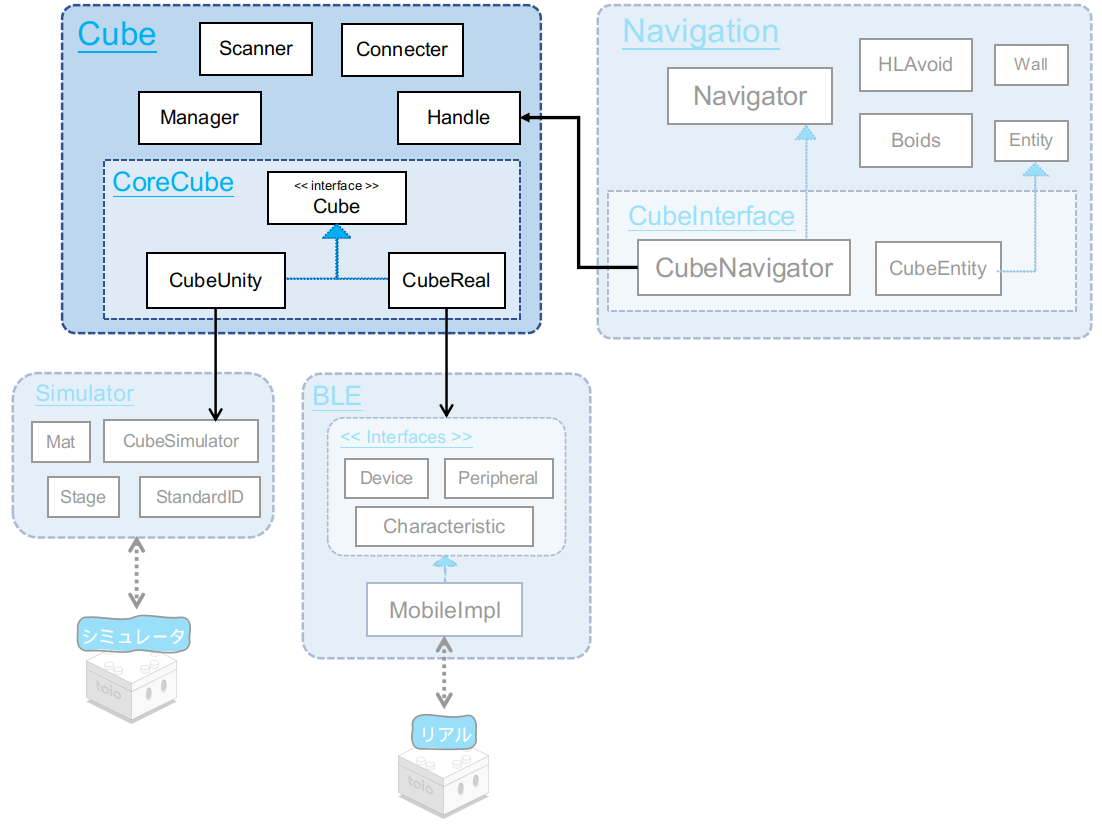 Cube
Scanner
Connecter
Manager
Handle
CoreCube
<< interface >>
Cube
CubeUnity
CubeReal
Navigation
Navigator
HLAvoid
Wall
Boids
Entity
CubeInterface
CubeNavigator
CubeEntity
Simulator
Mat
CubeSimulator
Stage
StandardID
BLE
<< Interfaces >>
Device
Peripheral
Characteristic
MobileImpl
シミュレータ
toio
リアル
toio